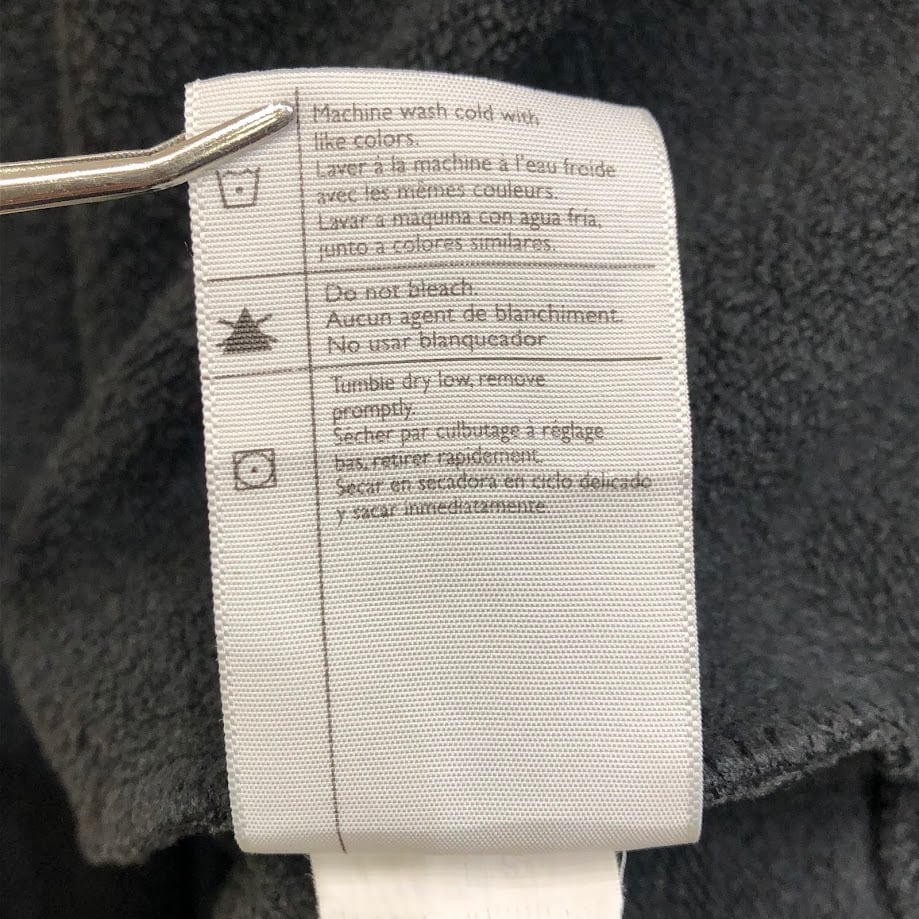 Machine wash cold with
like colors.
Laver à la machine à l'eau froide
avec les mêmes couleurs.
Lavar a maquina con agua fría,
junto a colores similares.
Do not bleach.
Aucun agent de blanchiment.
No usar blanqueador
Tumble dry low, remove
promptly.
Sécher par culbutage à réglage
bas, retirer rapidement.
Secar en secadora en ciclo delicado
y sacar inmediatamente.